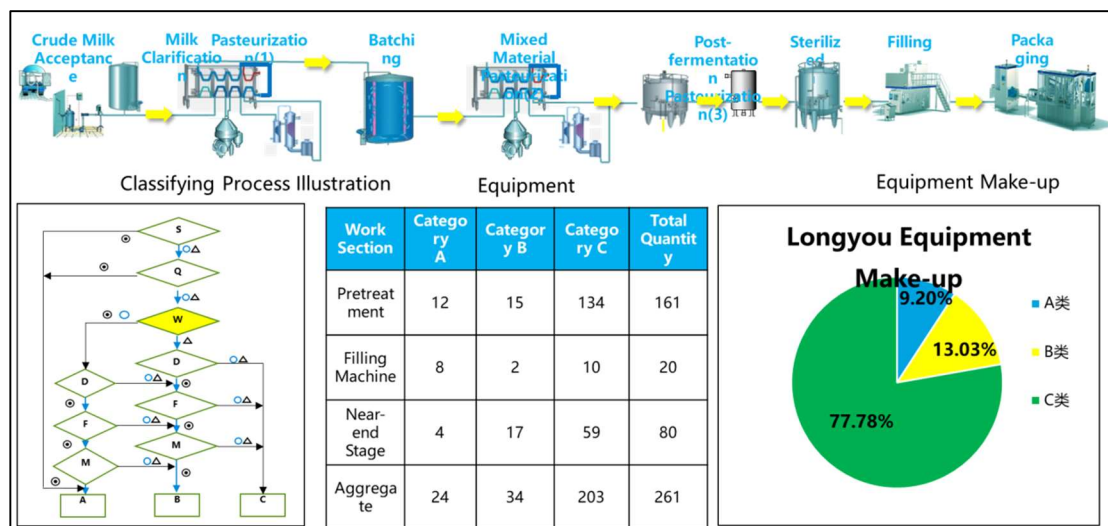 Crude Milk
Acceptanc
e
Milk
Clarification
Pasteurizatio
n(1)
Batchi
ng
Mixed
Material
Post-
fermentatio
n
Pasteurizatio
n(3)
Steriliz
ed
Filling
Packa
ging
Classifying Process Illustration
Equipment
Equipment Make-up
S
Q
W
D
D
F
F
M
M
A
B
C
Work Section
Catego
ry
A
Categor
y B
Catego
ry C
Total
Quantit
y
Pretreat
ment
12
15
134
161
Filling
Machine
8
2
10
20
Near-
end
Stage
4
17
59
80
Aggrega
te
24
34
203
261
Longyou Equipment
Make-up
9.20%
13.03%
77.78%
A类
B类
C类